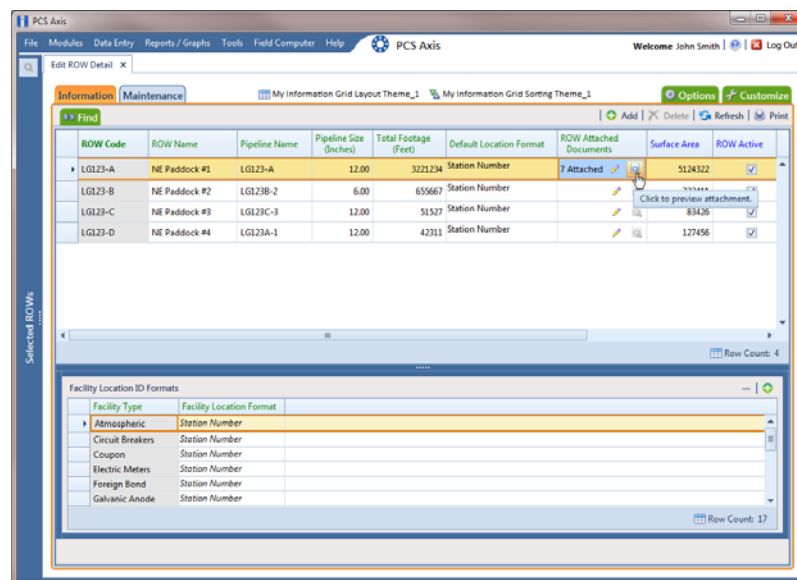 PCS Axis
File Modules Data Entry Reports / Graphs Tools Field Computer Help PCS Axis Welcome John Smith | | Log Out
Edit ROW Detail ×
Information Maintenance My Information Grid Layout Theme_1 My Information Grid Sorting Theme_1 Options Customize
Find | Add | Delete | Refresh | Print
ROW Code ROW Name Pipeline Name Pipeline Size (Inches) Total Footage (Feet) Default Location Format ROW Attached Documents Surface Area ROW Active
LG123-A NE Paddock #1 LG123-A 12.00 3221234 Station Number 7 Attached 5124322
LG123-B NE Paddock #2 LG123B-2 6.00 655667 Station Number
Click to preview attachment.
LG123-C NE Paddock #3 LG123C-3 12.00 51527 Station Number 83426
LG123-D NE Paddock #4 LG123A-1 12.00 42311 Station Number 127456
Selected ROWs
Row Count: 4
Facility Location ID Formats
Facility Type Facility Location Format
Atmospheric Station Number
Circuit Breakers Station Number
Coupon Station Number
Electric Meters Station Number
Foreign Bond Station Number
Galvanic Anode Station Number
Row Count: 17